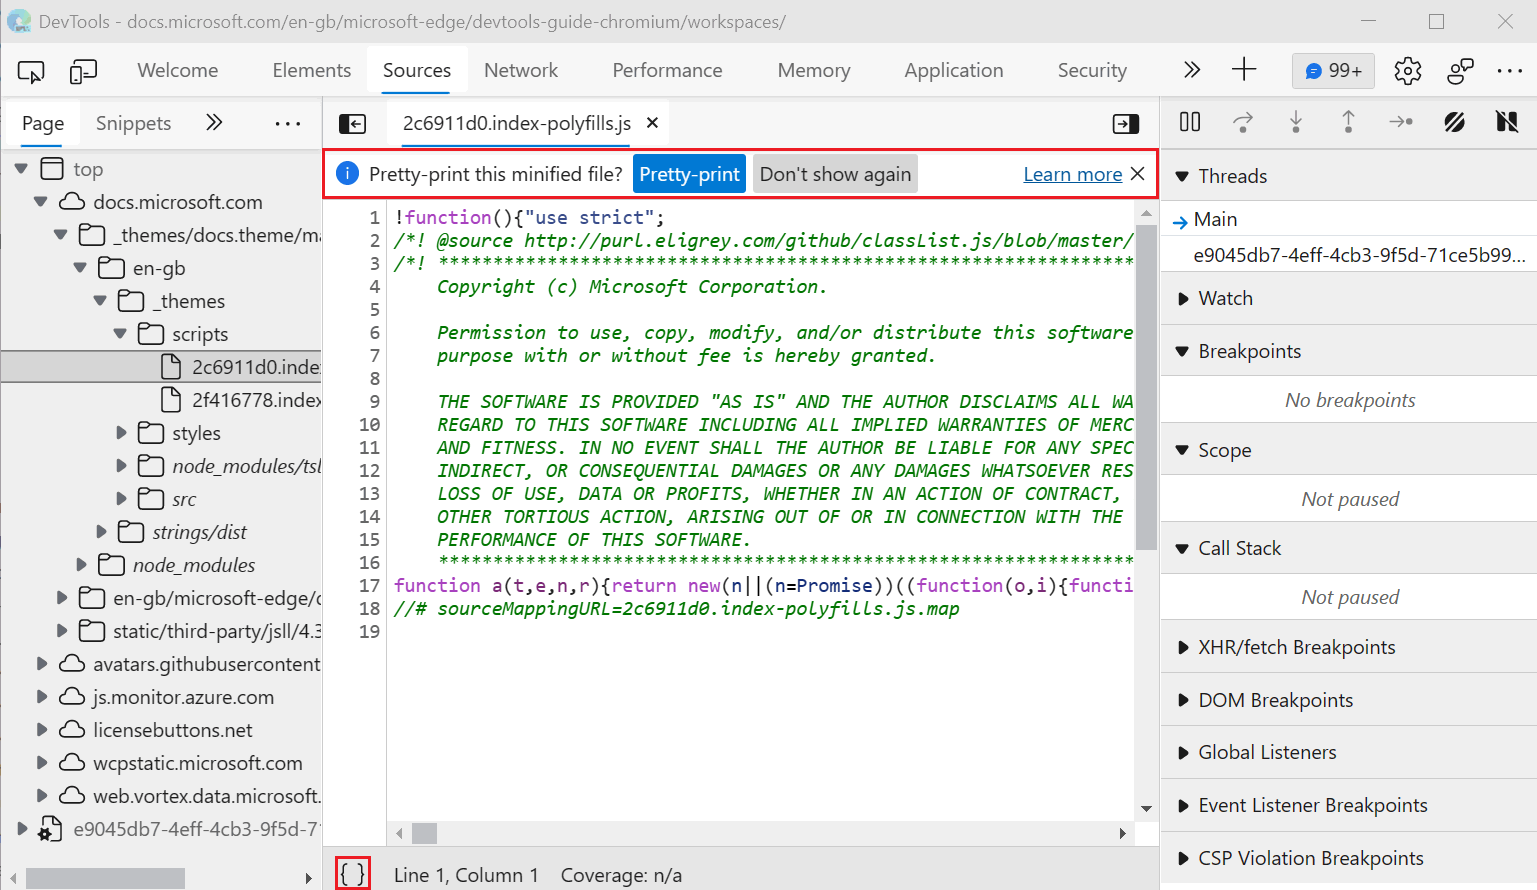 DevTools - docs.microsoft.com/en-gb/microsoft-edge/devtools-guide-chromium/workspaces/
Welcome Elements Sources Network Performance Memory Application Security 99+
Page Snippets
top
docs.microsoft.com
_themes/docs.theme/ma
en-gb
_themes
scripts
2c6911d0.inde
2f416778.index
styles
node_modules/tsl
src
strings/dist
node_modules
en-gb/microsoft-edge/d
static/third-party/jsll/4.3
avatars.githubusercontent
js.monitor.azure.com
licensebuttons.net
wcpstatic.microsoft.com
web.vortex.data.microsoft.
e9045db7-4eff-4cb3-9f5d-71
2c6911d0.index-polyfills.js
Pretty-print this minified file? Pretty-print Don't show again Learn more
1 !function(){"use strict";
2 /*! @source http://purl.eligrey.com/github/classList.js/blob/master/
3 /*! ****************************************************************
4 Copyright (c) Microsoft Corporation.
5
6 Permission to use, copy, modify, and/or distribute this software
7 purpose with or without fee is hereby granted.
8
9 THE SOFTWARE IS PROVIDED "AS IS" AND THE AUTHOR DISCLAIMS ALL WA
10 REGARD TO THIS SOFTWARE INCLUDING ALL IMPLIED WARRANTIES OF MERC
11 AND FITNESS. IN NO EVENT SHALL THE AUTHOR BE LIABLE FOR ANY SPEC
12 INDIRECT, OR CONSEQUENTIAL DAMAGES OR ANY DAMAGES WHATSOEVER RES
13 LOSS OF USE, DATA OR PROFITS, WHETHER IN AN ACTION OF CONTRACT,
14 OTHER TORTIOUS ACTION, ARISING OUT OF OR IN CONNECTION WITH THE
15 PERFORMANCE OF THIS SOFTWARE.
16 ****************************************************************
17 function a(t,e,n,r){return new(n||(n=Promise))((function(o,i){functi
18 //# sourceMappingURL=2c6911d0.index-polyfills.js.map
19
{ } Line 1, Column 1 Coverage: n/a
Threads
Main
e9045db7-4eff-4cb3-9f5d-71ce5b99...
Watch
Breakpoints
No breakpoints
Scope
Not paused
Call Stack
Not paused
XHR/fetch Breakpoints
DOM Breakpoints
Global Listeners
Event Listener Breakpoints
CSP Violation Breakpoints